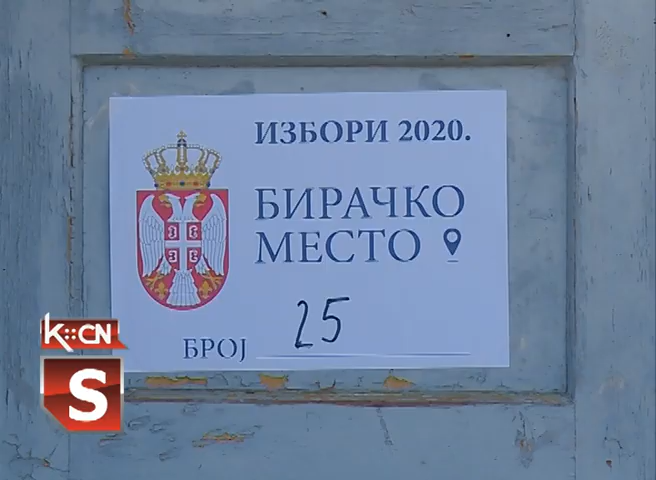 ИЗБОРИ 2020.
БИРАЧКО
МЕСТО
БРОЈ 25
K::CN
S